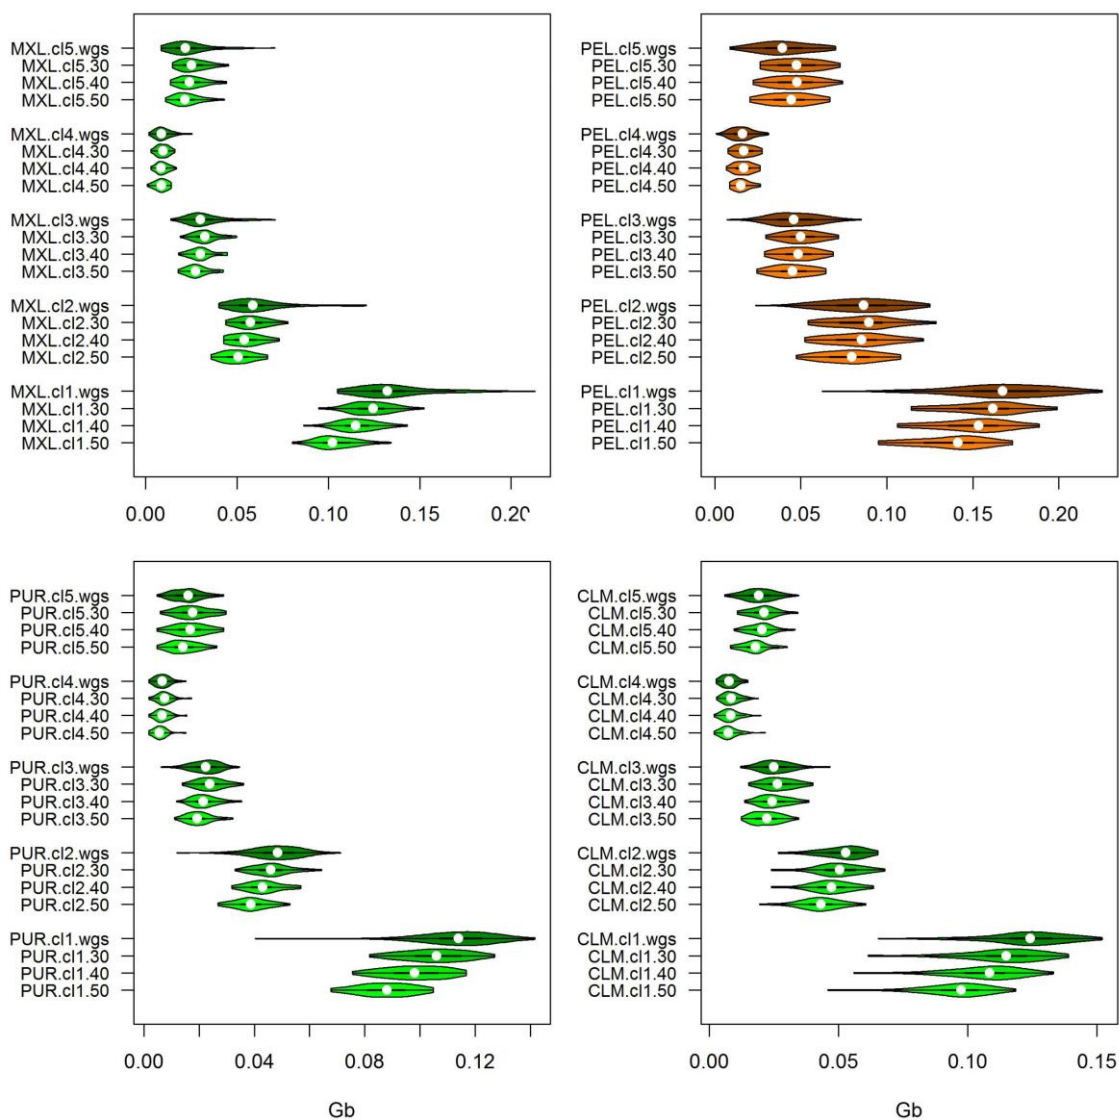 MXL.cl5.wgs
MXL.cl5.30
MXL.cl5.40
MXL.cl5.50
MXL.cl4.wgs
MXL.cl4.30
MXL.cl4.40
MXL.cl4.50
MXL.cl3.wgs
MXL.cl3.30
MXL.cl3.40
MXL.cl3.50
MXL.cl2.wgs
MXL.cl2.30
MXL.cl2.40
MXL.cl2.50
MXL.cl1.wgs
MXL.cl1.30
MXL.cl1.40
MXL.cl1.50
0.00 0.05 0.10 0.15 0.20
PEL.cl5.wgs
PEL.cl5.30
PEL.cl5.40
PEL.cl5.50
PEL.cl4.wgs
PEL.cl4.30
PEL.cl4.40
PEL.cl4.50
PEL.cl3.wgs
PEL.cl3.30
PEL.cl3.40
PEL.cl3.50
PEL.cl2.wgs
PEL.cl2.30
PEL.cl2.40
PEL.cl2.50
PEL.cl1.wgs
PEL.cl1.30
PEL.cl1.40
PEL.cl1.50
0.00 0.05 0.10 0.15 0.20
PUR.cl5.wgs
PUR.cl5.30
PUR.cl5.40
PUR.cl5.50
PUR.cl4.wgs
PUR.cl4.30
PUR.cl4.40
PUR.cl4.50
PUR.cl3.wgs
PUR.cl3.30
PUR.cl3.40
PUR.cl3.50
PUR.cl2.wgs
PUR.cl2.30
PUR.cl2.40
PUR.cl2.50
PUR.cl1.wgs
PUR.cl1.30
PUR.cl1.40
PUR.cl1.50
0.00 0.04 0.08 0.12
Gb
CLM.cl5.wgs
CLM.cl5.30
CLM.cl5.40
CLM.cl5.50
CLM.cl4.wgs
CLM.cl4.30
CLM.cl4.40
CLM.cl4.50
CLM.cl3.wgs
CLM.cl3.30
CLM.cl3.40
CLM.cl3.50
CLM.cl2.wgs
CLM.cl2.30
CLM.cl2.40
CLM.cl2.50
CLM.cl1.wgs
CLM.cl1.30
CLM.cl1.40
CLM.cl1.50
0.00 0.05 0.10 0.15
Gb